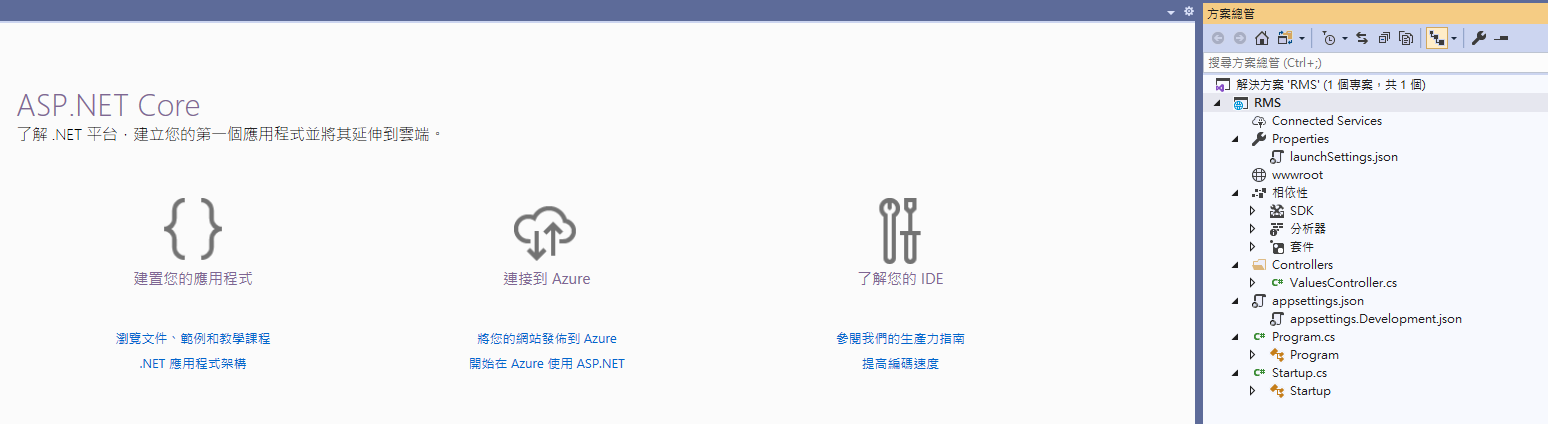 ASP.NET Core
了解 .NET 平台，建立您的第一個應用程式並將其延伸到雲端。
建置您的應用程式
連接到 Azure
了解您的 IDE
瀏覽文件、範例和教學課程
將您的網站發佈到 Azure
參閱我們的生產力指南
.NET 應用程式架構
開始在 Azure 使用 ASP.NET
提高編碼速度
方案總管
搜尋方案總管 (Ctrl+;)
解決方案 'RMS' (1 個專案，共 1 個)
RMS
Connected Services
Properties
launchSettings.json
wwwroot
相依性
SDK
分析器
套件
Controllers
C# ValuesController.cs
appsettings.json
appsettings.Development.json
C# Program.cs
Program
C# Startup.cs
Startup